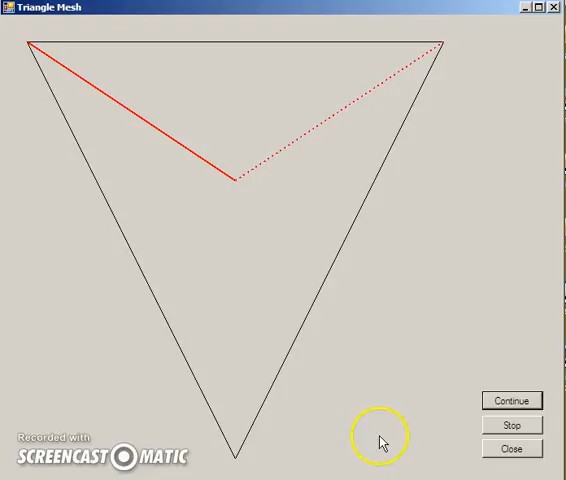 Triangle Mesh
Continue
Stop
Close
Recorded with
SCREENCAST MATIC